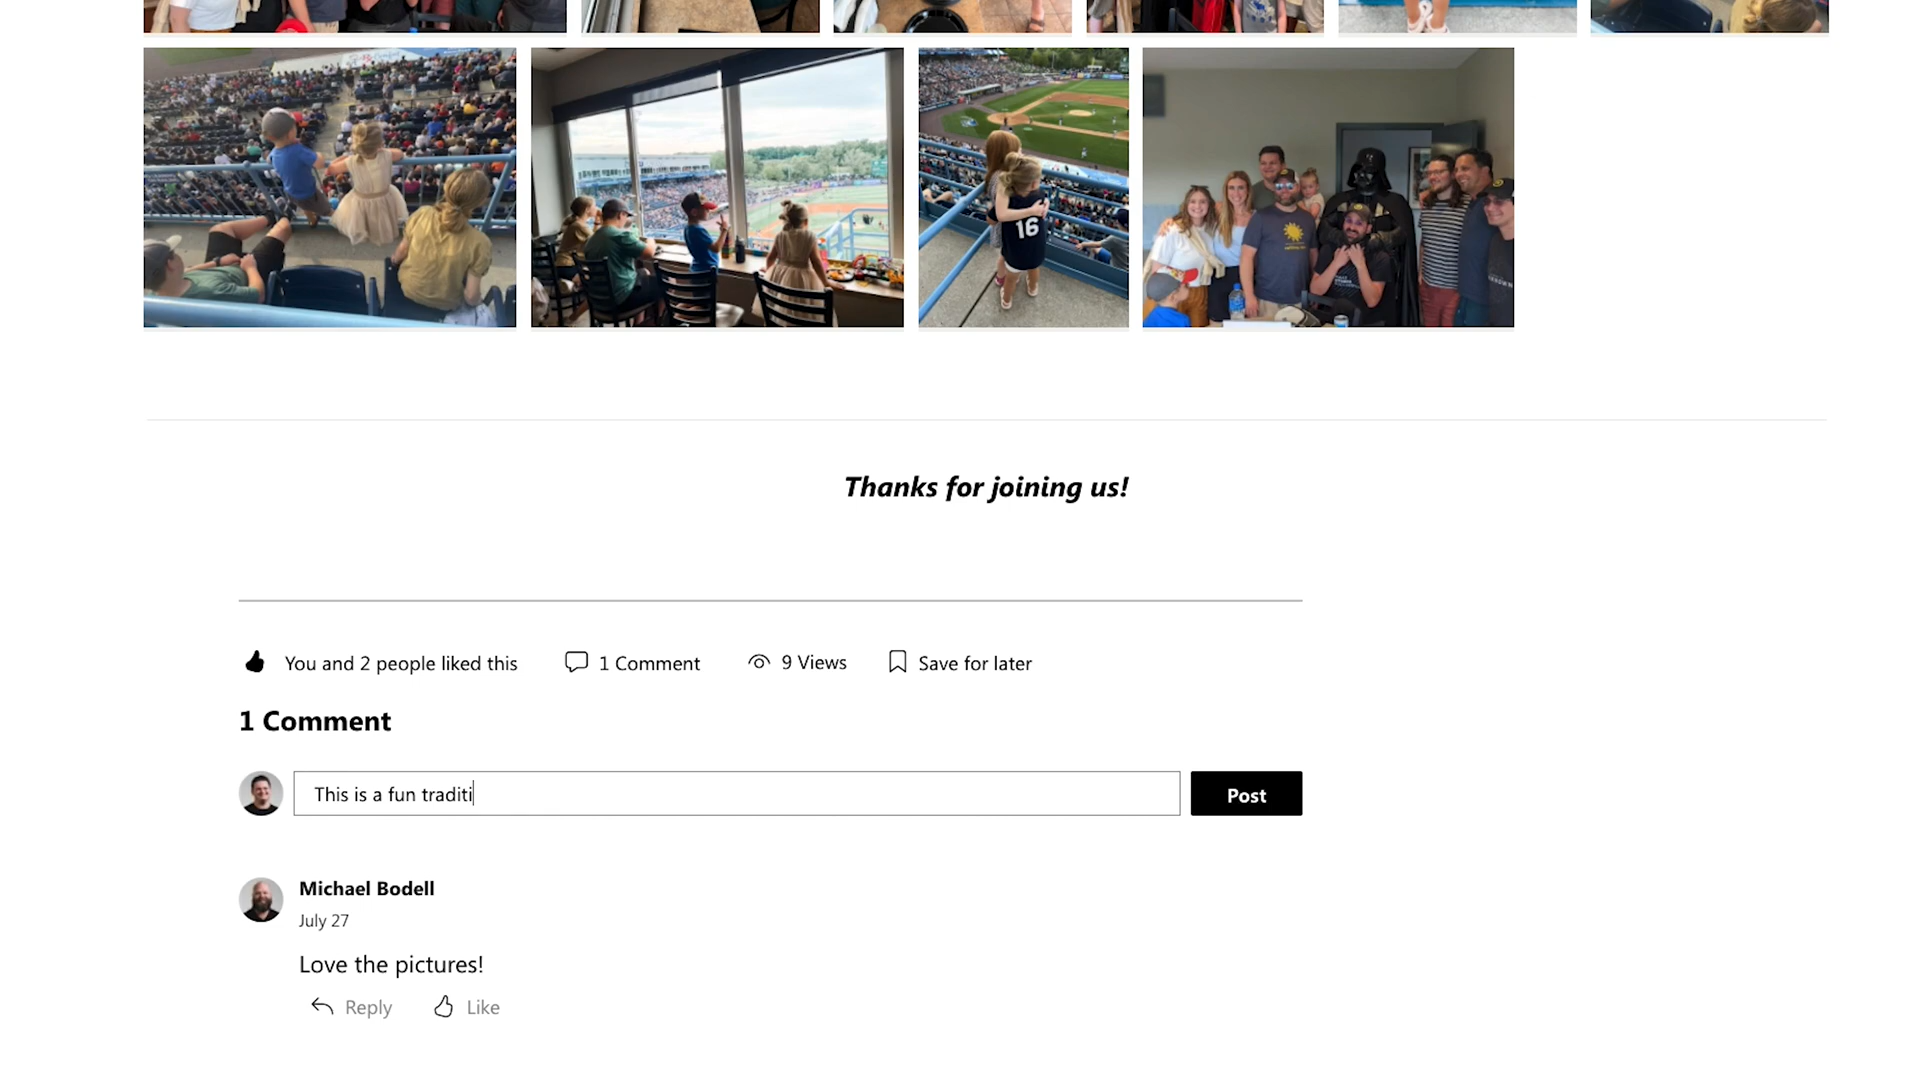 16
Thanks for joining us!
You and 2 people liked this 1 Comment 9 Views Save for later
1 Comment
This is a fun traditi Post
Michael Bodell
July 27
Love the pictures!
Reply Like